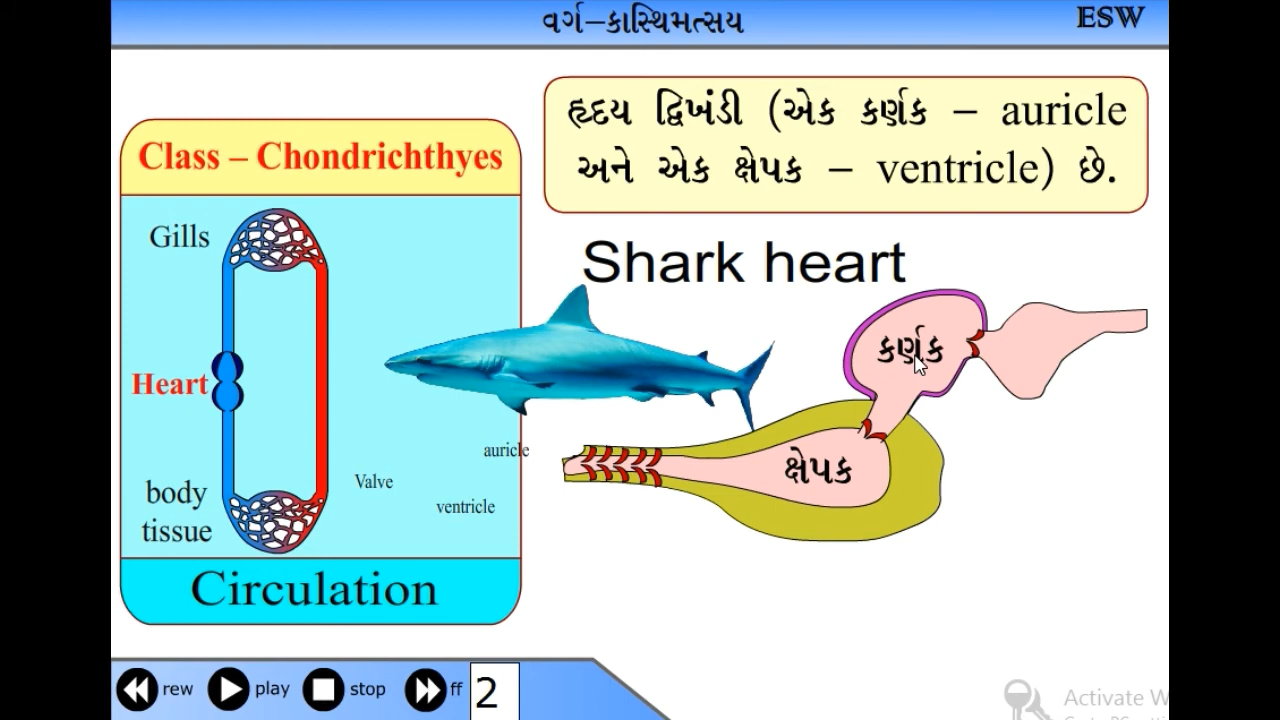 વર્ગ–કાસ્થિમત્સય
ESW
હૃદય દ્વિખંડી (એક કર્ણક – auricle
અને એક ક્ષેપક – ventricle) છે.
Class – Chondrichthyes
Gills
Heart
body
tissue
Circulation
Shark heart
કર્ણક
ક્ષેપક
auricle
Valve
ventricle
rew
play
stop
ff
2
Activate W